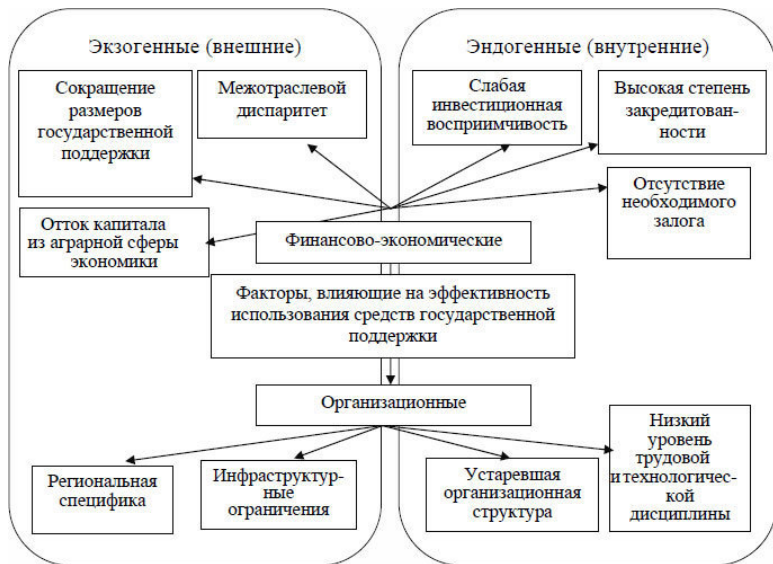 Экзогенные (внешние)
Эндогенные (внутренние)
Сокращение
размеров
государственной
поддержки
Межотраслевой
диспаритет
Слабая
инвестиционная
восприимчивость
Высокая степень
закредитован-
ности
Отток капитала
из аграрной сферы
экономики
Финансово-экономические
Отсутствие
необходимого
залога
Факторы, влияющие на эффективность
использования средств государственной
поддержки
Организационные
Региональная
специфика
Инфраструктур-
ные
ограничения
Устаревшая
организационная
структура
Низкий
уровень
трудовой
и технологичес-
кой
дисциплины